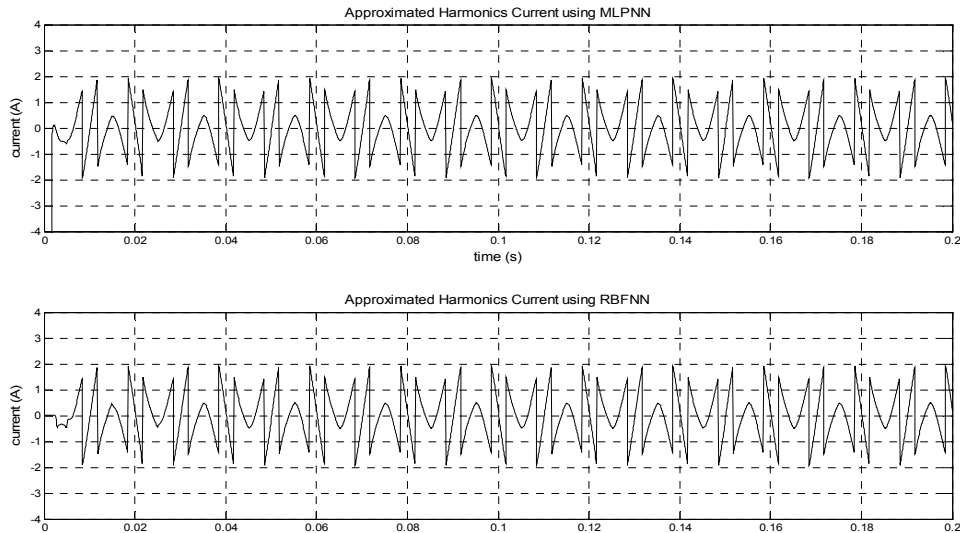 Approximated Harmonics Current using MLPNN
4
3
2
1
0
-1
-2
-3
-4
current (A)
0 0.02 0.04 0.06 0.08 0.1 0.12 0.14 0.16 0.18 0.2
time (s)
Approximated Harmonics Current using RBFNN
4
3
2
1
0
-1
-2
-3
-4
current (A)
0 0.02 0.04 0.06 0.08 0.1 0.12 0.14 0.16 0.18 0.2